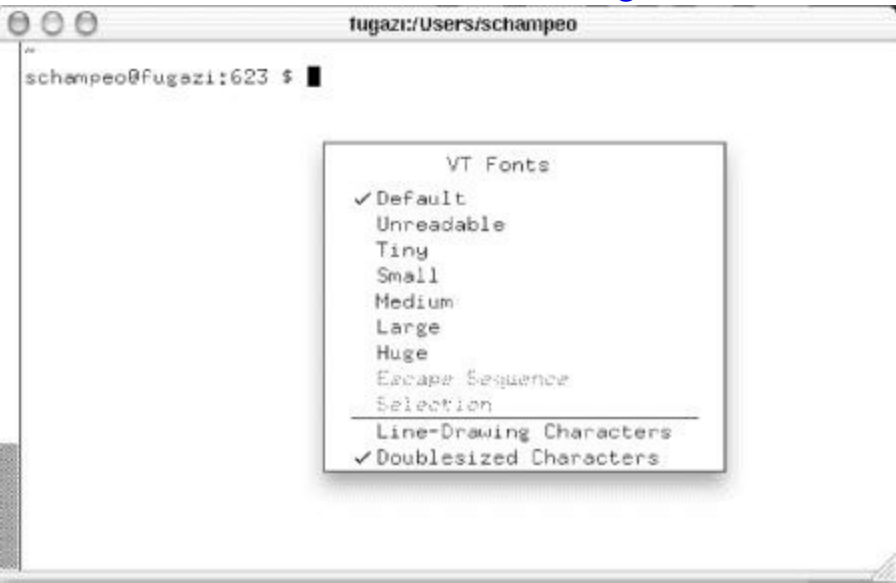 fugazi:/Users/schampeo
~
schampeo@fugazi:623 $
VT Fonts
✓Default
Unreadable
Tiny
Small
Medium
Large
Huge
Escape Sequence
Selection
Line-Drawing Characters
✓Doublesized Characters